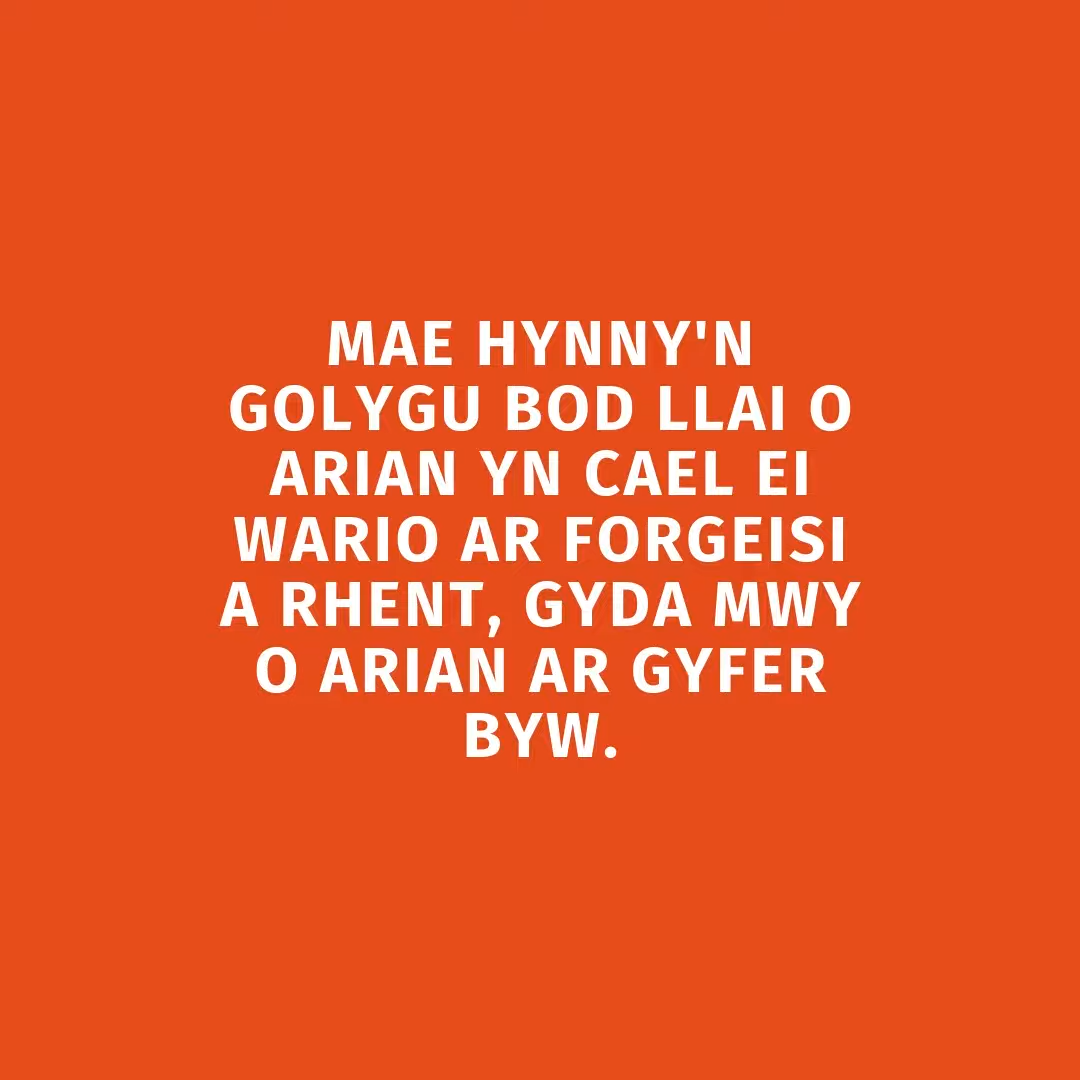 MAE HYNNY'N
GOLYGU BOD LLAI O
ARIAN YN CAEL EI
WARIO AR FORGEISI
A RHENT, GYDA MWY
O ARIAN AR GYFER
BYW.